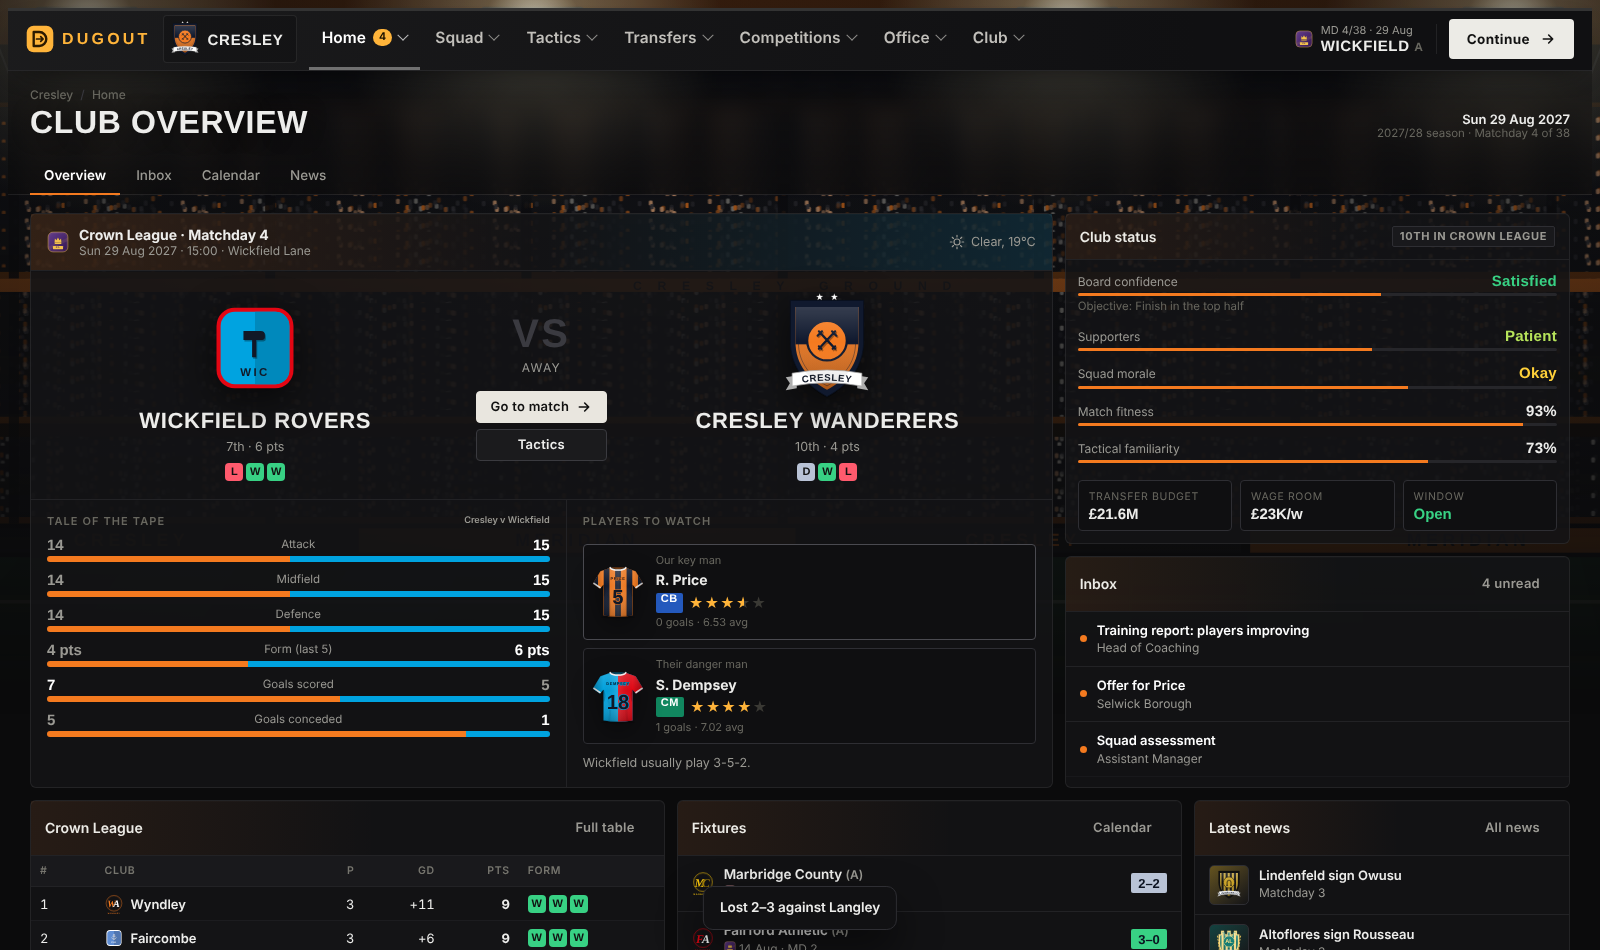 DUGOUT
CRESLEY
Home 4
Squad
Tactics
Transfers
Competitions
Office
Club
MD 4/38 · 29 Aug
WICKFIELD A
Continue →
Cresley / Home
CLUB OVERVIEW
Sun 29 Aug 2027
2027/28 season · Matchday 4 of 38
Overview
Inbox
Calendar
News
Crown League · Matchday 4
Sun 29 Aug 2027 · 15:00 · Wickfield Lane
Clear, 19°C
WIC
WICKFIELD ROVERS
7th · 6 pts
L W W
VS
AWAY
Go to match →
Tactics
CRESLEY
CRESLEY WANDERERS
10th · 4 pts
D W L
TALE OF THE TAPE
Cresley v Wickfield
14 Attack 15
14 Midfield 15
14 Defence 15
4 pts Form (last 5) 6 pts
7 Goals scored 5
5 Goals conceded 1
PLAYERS TO WATCH
5
Our key man
R. Price
CB
0 goals · 6.53 avg
18
Their danger man
S. Dempsey
CM
1 goals · 7.02 avg
Wickfield usually play 3-5-2.
Club status
10TH IN CROWN LEAGUE
Board confidence Satisfied
Objective: Finish in the top half
Supporters Patient
Squad morale Okay
Match fitness 93%
Tactical familiarity 73%
TRANSFER BUDGET
£21.6M
WAGE ROOM
£23K/w
WINDOW
Open
Inbox
4 unread
Training report: players improving
Head of Coaching
Offer for Price
Selwick Borough
Squad assessment
Assistant Manager
Crown League
Full table
# CLUB P GD PTS FORM
1 Wyndley 3 +11 9 W W W
2 Faircombe 3 +6 9 W W W
Fixtures
Calendar
Marbridge County (A)
2–2
Lost 2–3 against Langley
Fairford Athletic (A)
14 Aug · MD 2
3–0
Latest news
All news
Lindenfeld sign Owusu
Matchday 3
Altoflores sign Rousseau
Matchday 3